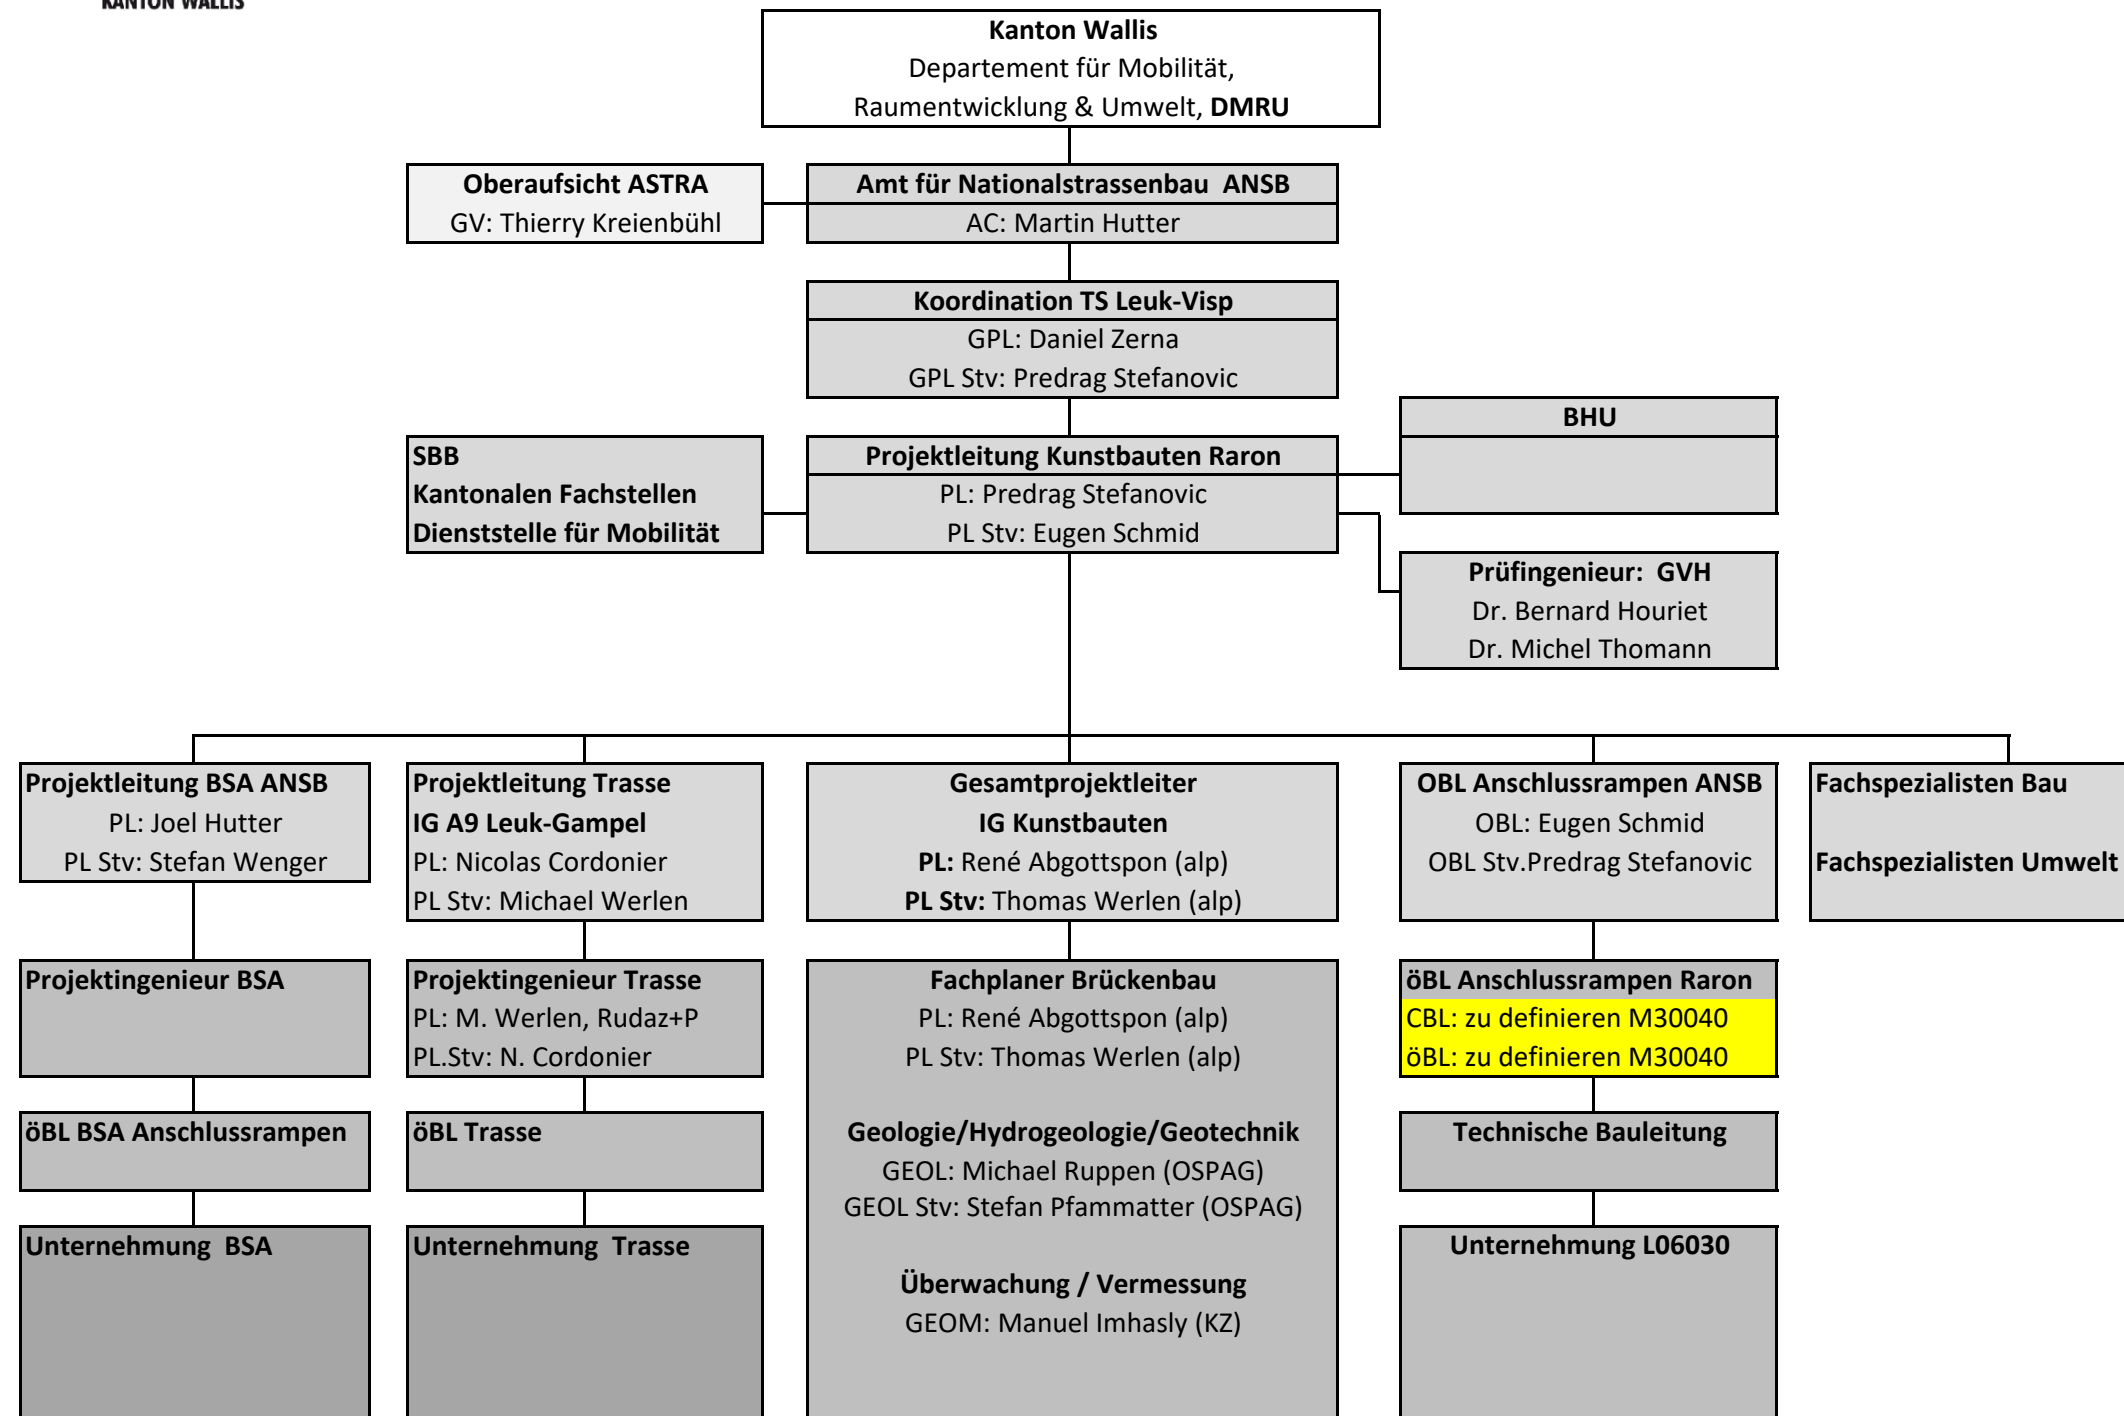 KANTON WALLIS
Kanton Wallis
Departement für Mobilität,
Raumentwicklung & Umwelt, DMRU
Oberaufsicht ASTRA
GV: Thierry Kreienbühl
Amt für Nationalstrassenbau ANSB
AC: Martin Hutter
Koordination TS Leuk-Visp
GPL: Daniel Zerna
GPL Stv: Predrag Stefanovic
BHU
SBB
Kantonalen Fachstellen
Dienststelle für Mobilität
Projektleitung Kunstbauten Raron
PL: Predrag Stefanovic
PL Stv: Eugen Schmid
Prüfingenieur: GVH
Dr. Bernard Houriet
Dr. Michel Thomann
Projektleitung BSA ANSB
PL: Joel Hutter
PL Stv: Stefan Wenger
Projektleitung Trasse
IG A9 Leuk-Gampel
PL: Nicolas Cordonier
PL Stv: Michael Werlen
Gesamtprojektleiter
IG Kunstbauten
PL: René Abgottspon (alp)
PL Stv: Thomas Werlen (alp)
OBL Anschlussrampen ANSB
OBL: Eugen Schmid
OBL Stv.Predrag Stefanovic
Fachspezialisten Bau
Fachspezialisten Umwelt
Projektingenieur BSA
Projektingenieur Trasse
PL: M. Werlen, Rudaz+P
PL.Stv: N. Cordonier
Fachplaner Brückenbau
PL: René Abgottspon (alp)
PL Stv: Thomas Werlen (alp)
Geologie/Hydrogeologie/Geotechnik
GEOL: Michael Ruppen (OSPAG)
GEOL Stv: Stefan Pfammatter (OSPAG)
Überwachung / Vermessung
GEOM: Manuel Imhasly (KZ)
öBL Anschlussrampen Raron
CBL: zu definieren M30040
öBL: zu definieren M30040
öBL BSA Anschlussrampen
öBL Trasse
Technische Bauleitung
Unternehmung BSA
Unternehmung Trasse
Unternehmung L06030